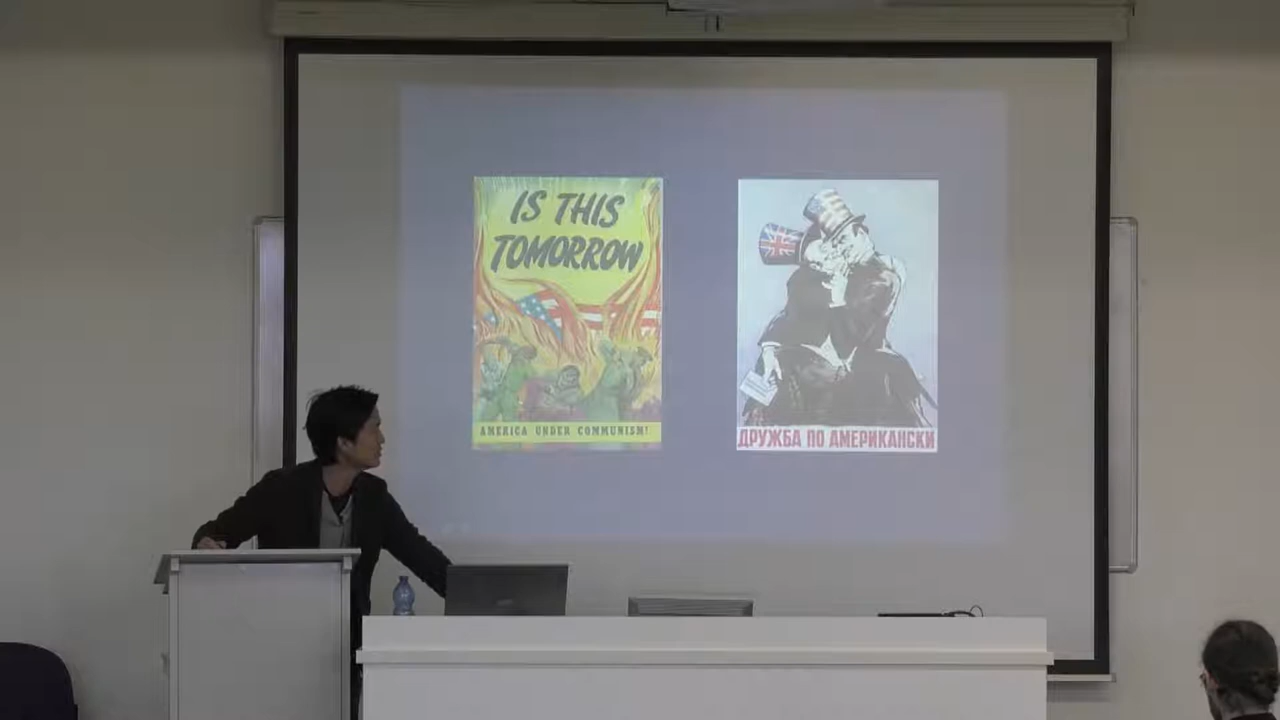 IS THIS
TOMORROW
AMERICA UNDER COMMUNISM!
ДРУЖБА ПО АМЕРИКАНСКИ